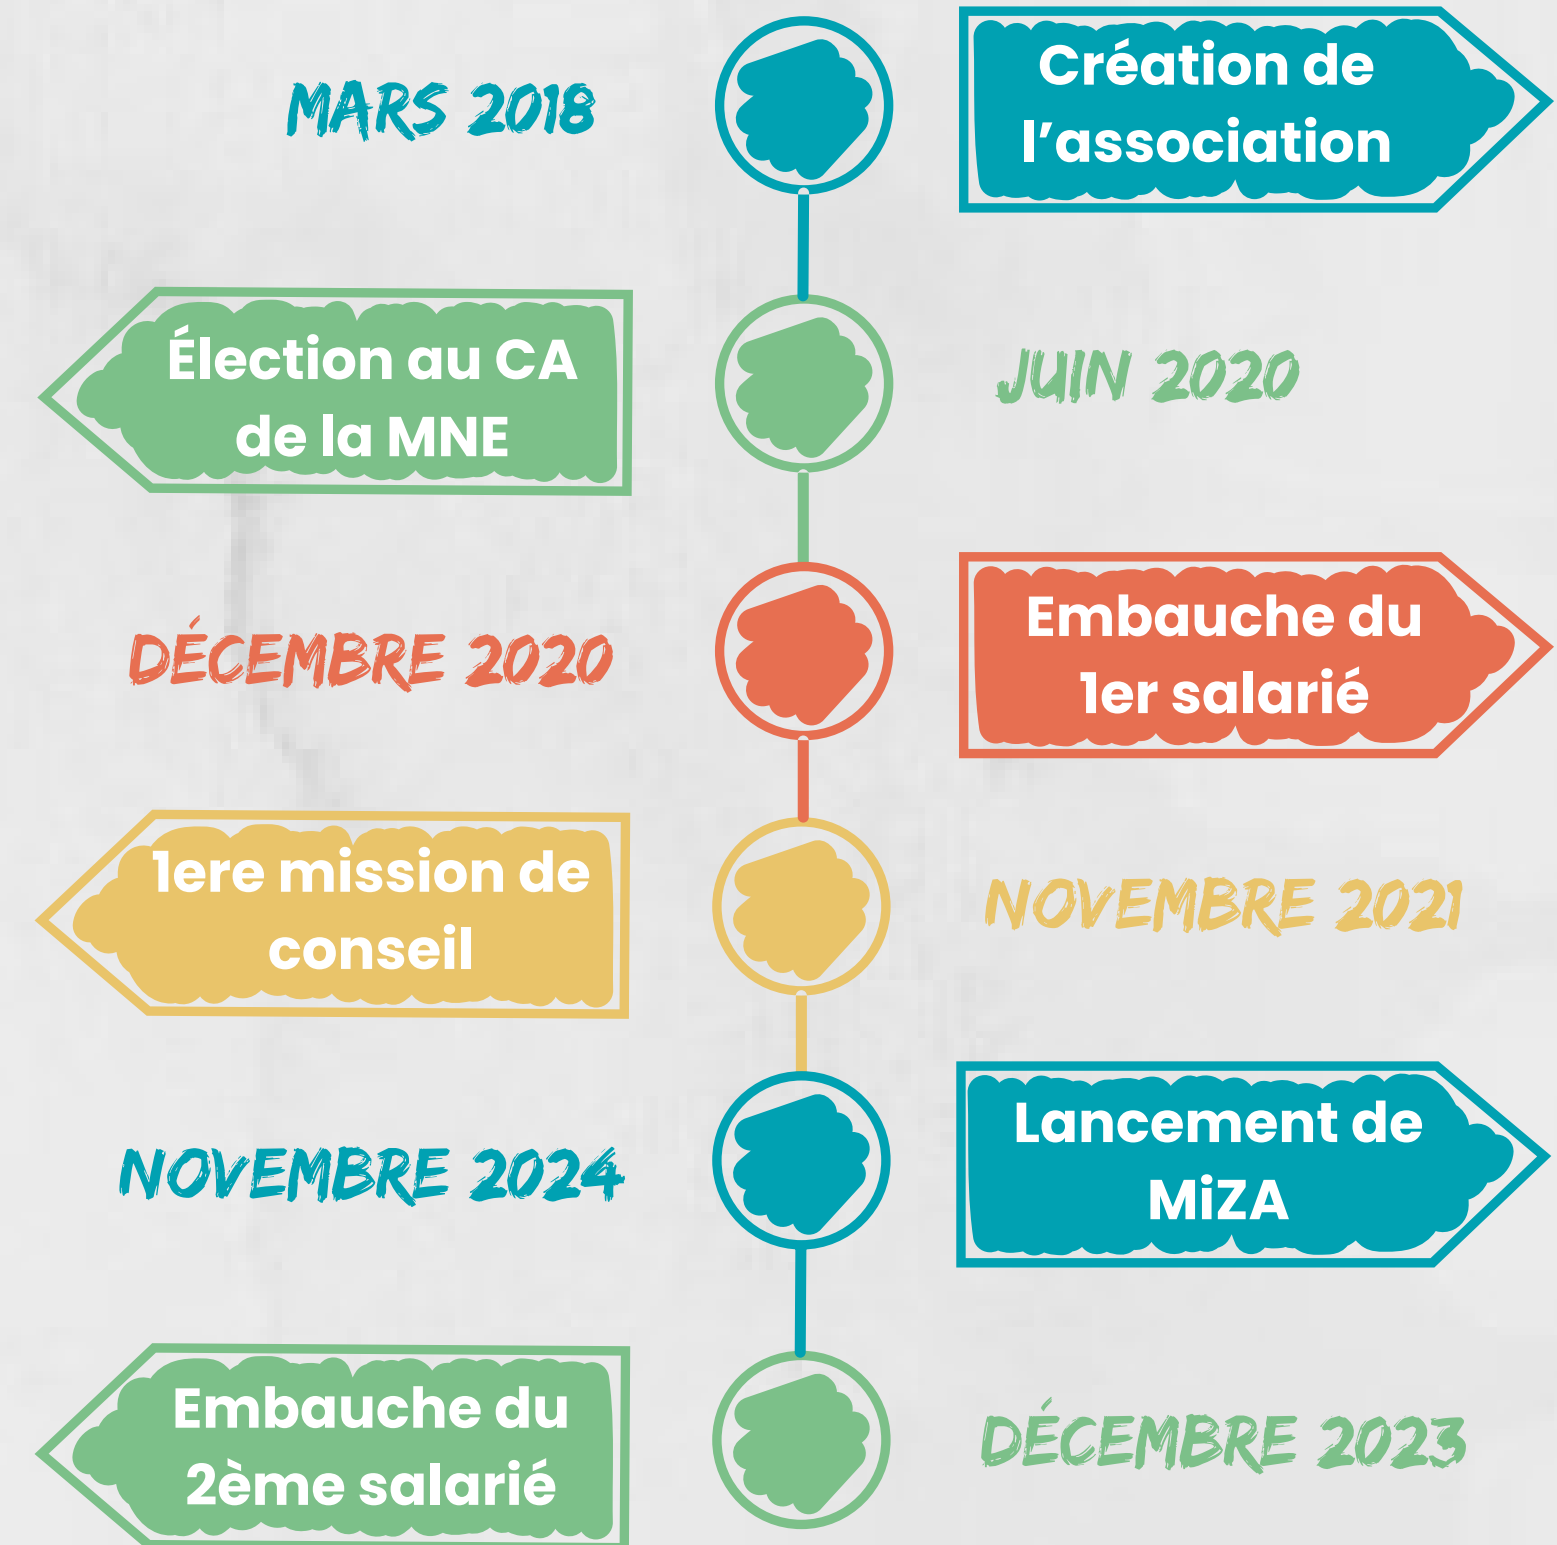 MARS 2018
Création de
l’association
Élection au CA
de la MNE
JUIN 2020
DÉCEMBRE 2020
Embauche du
1er salarié
1ere mission de
conseil
NOVEMBRE 2021
NOVEMBRE 2024
Lancement de
MiZA
Embauche du
2ème salarié
DÉCEMBRE 2023